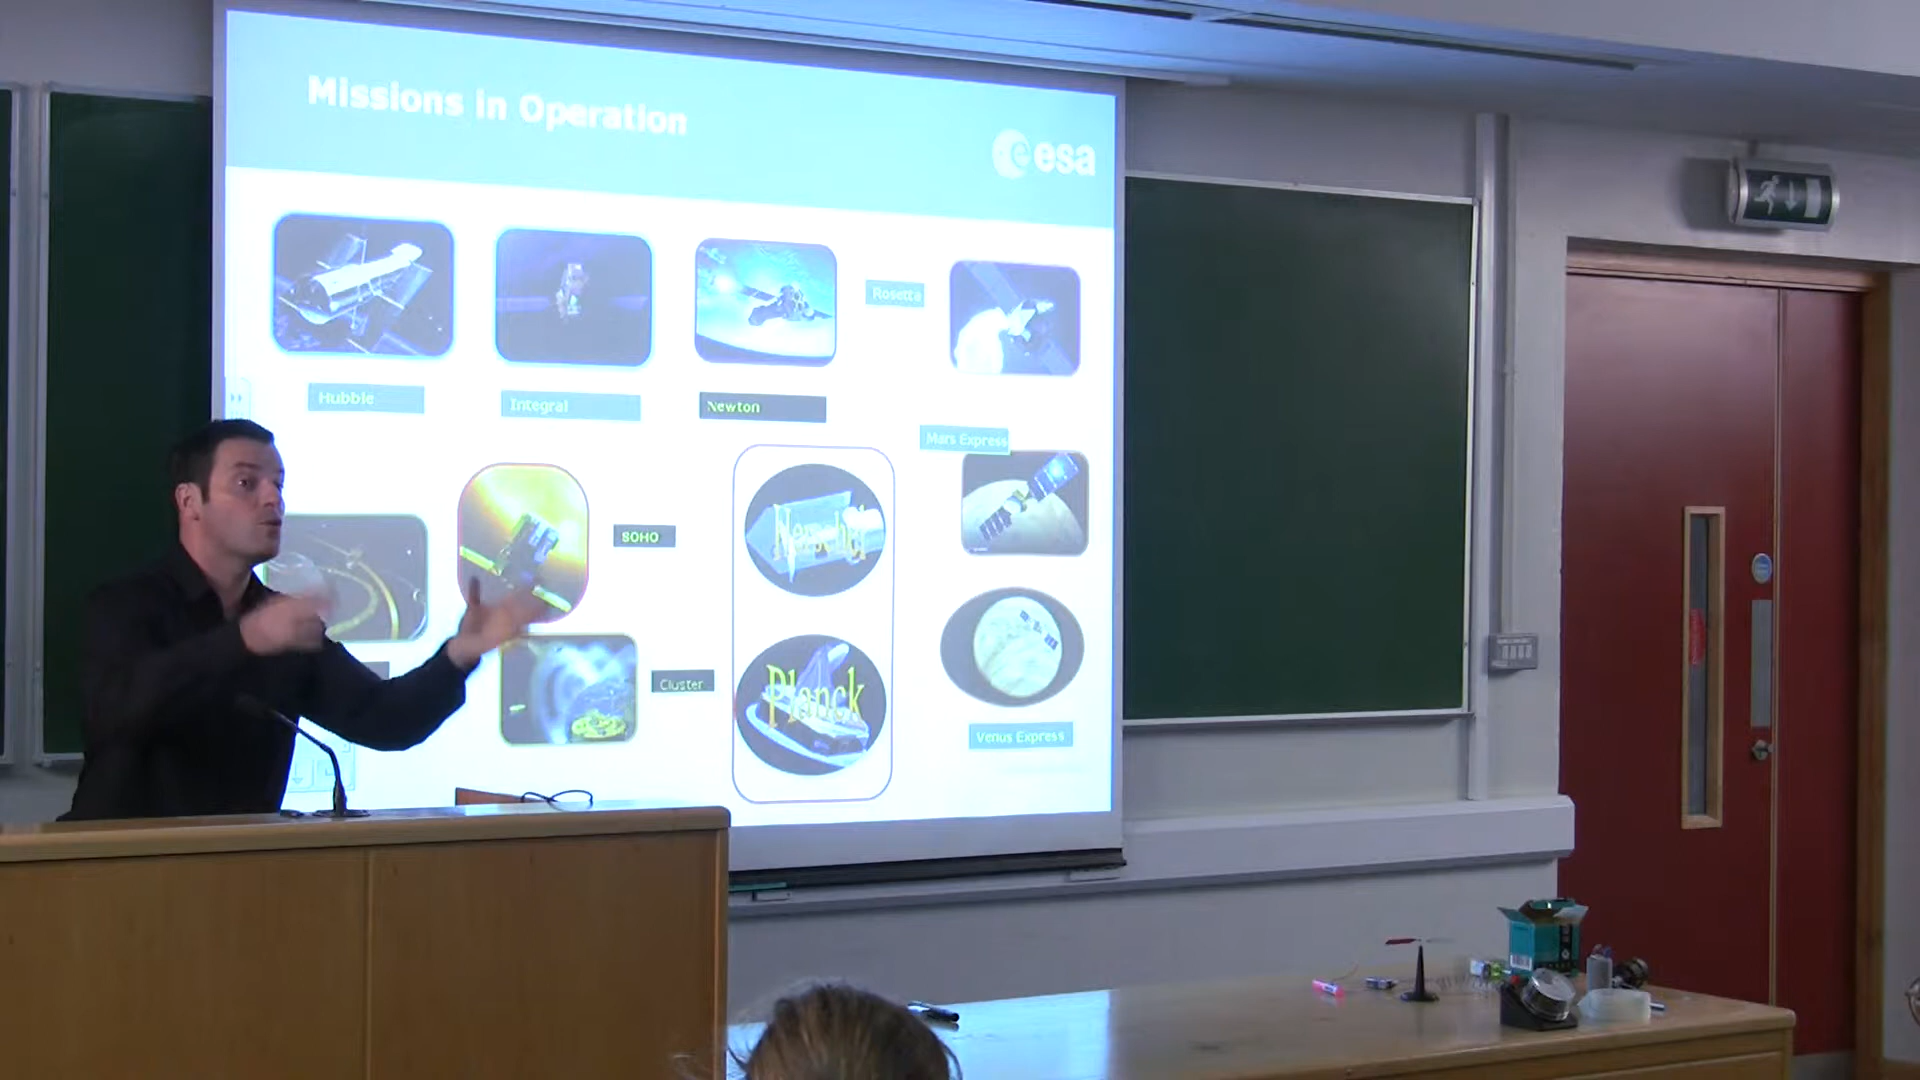 Missions in Operation
esa
Rosetta
Hubble
Integral
Newton
Mars Express
SOHO
Herschel
Cluster
Planck
Venus Express